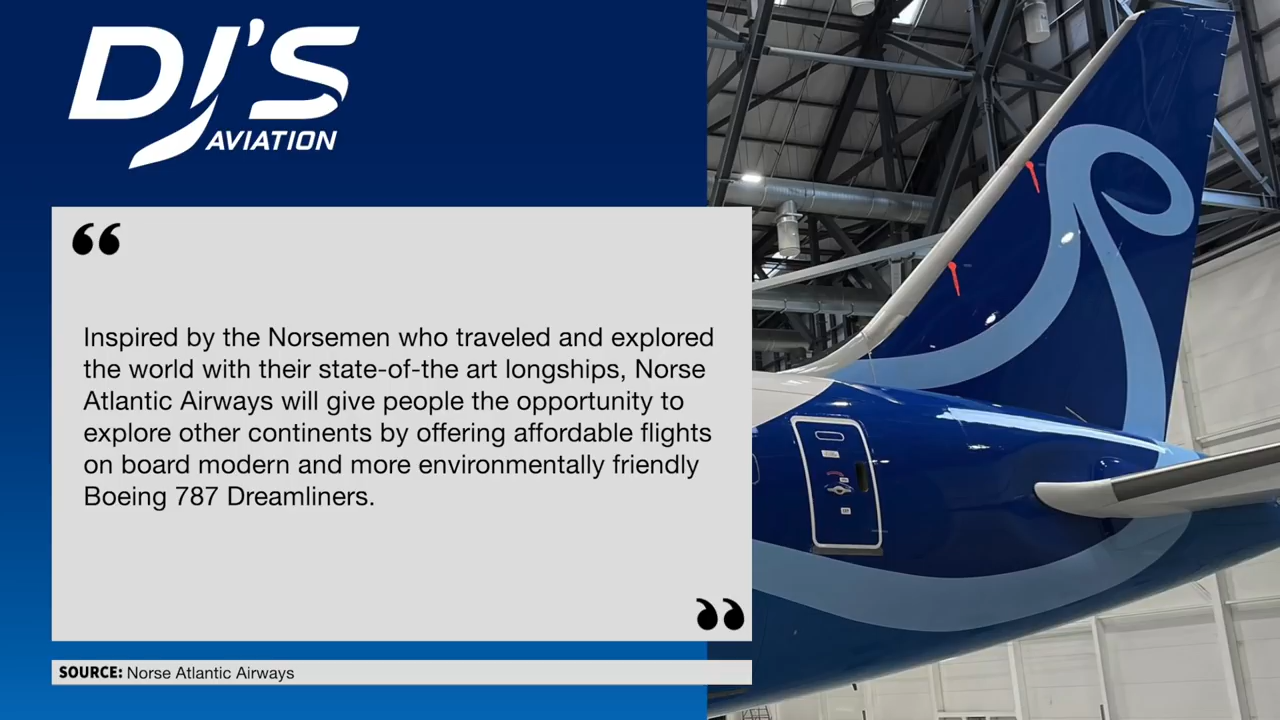 DJ'S
AVIATION
“
Inspired by the Norsemen who traveled and explored
the world with their state-of-the art longships, Norse
Atlantic Airways will give people the opportunity to
explore other continents by offering affordable flights
on board modern and more environmentally friendly
Boeing 787 Dreamliners.
”
SOURCE: Norse Atlantic Airways